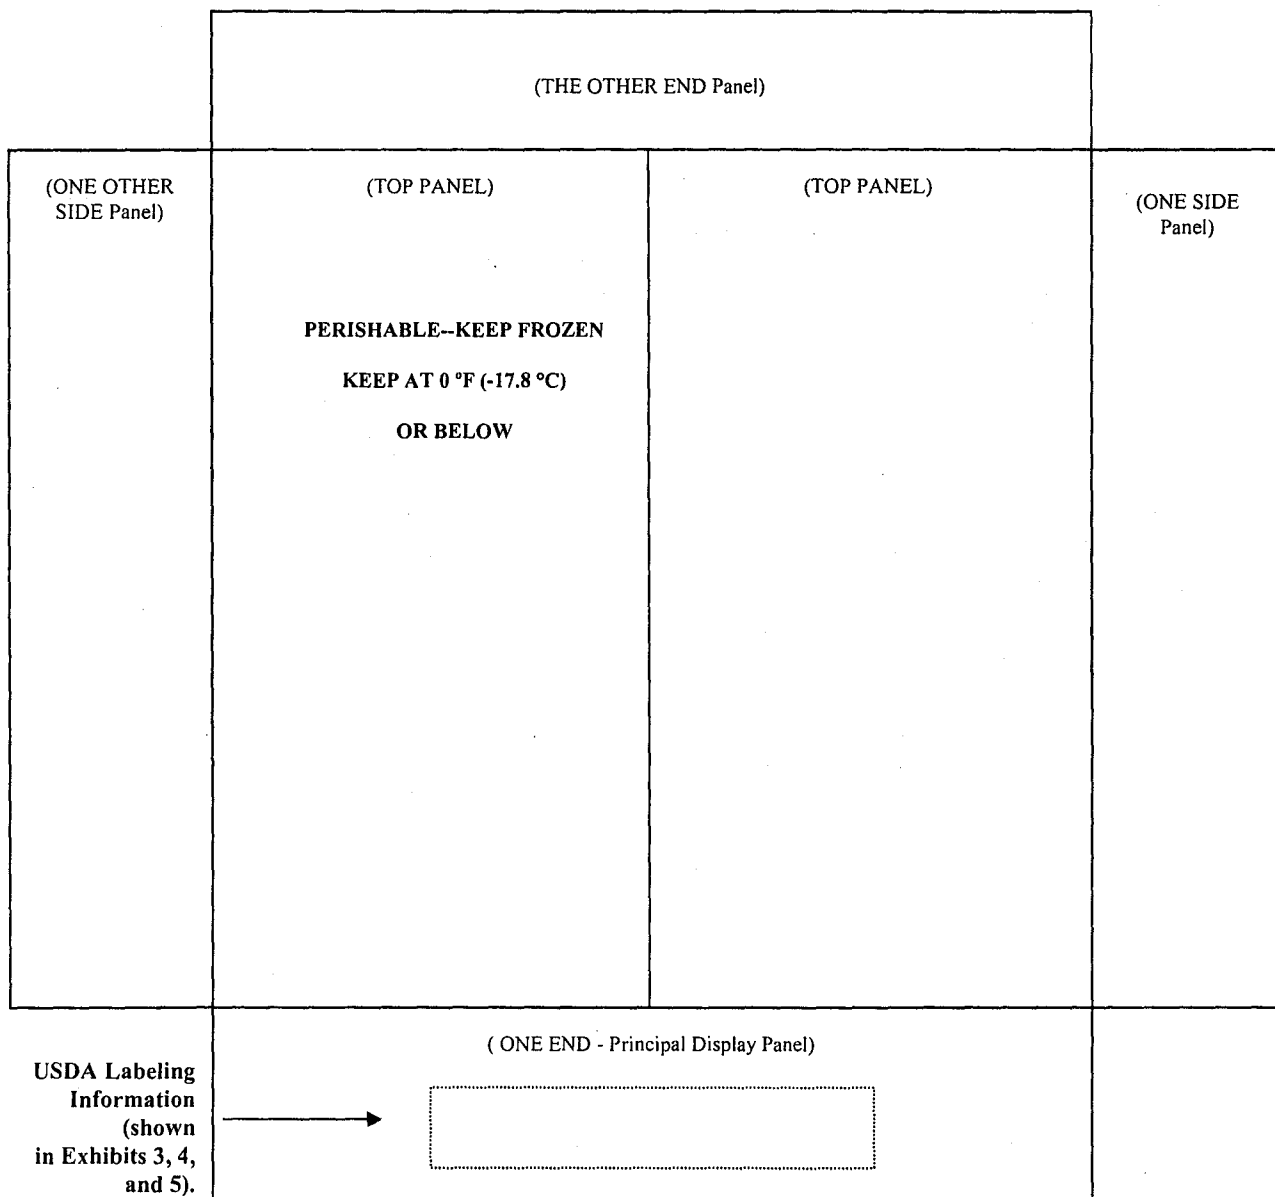 (THE OTHER END Panel)
(ONE OTHER
SIDE Panel)
(TOP PANEL)
(TOP PANEL)
(ONE SIDE
Panel)
PERISHABLE--KEEP FROZEN
KEEP AT 0 °F (-17.8 °C)
OR BELOW
( ONE END - Principal Display Panel)
USDA Labeling
Information
(shown
in Exhibits 3, 4,
and 5).